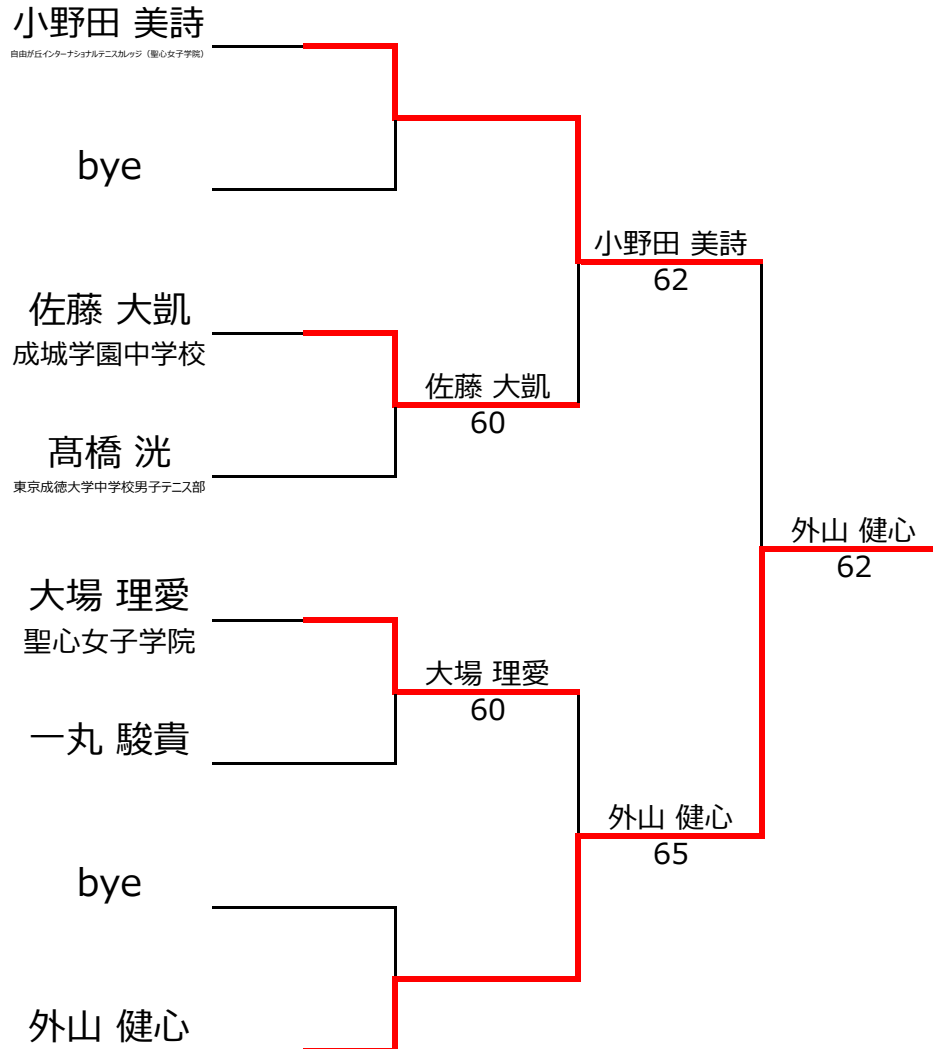 小野田 美詩
自由が丘インターナショナルテニスカレッジ（聖心女子学院）
bye
小野田 美詩
62
佐藤 大凱
成城学園中学校
佐藤 大凱
60
髙橋 洸
東京成徳大学中学校男子テニス部
外山 健心
62
大場 理愛
聖心女子学院
大場 理愛
60
一丸 駿貴
外山 健心
65
bye
外山 健心